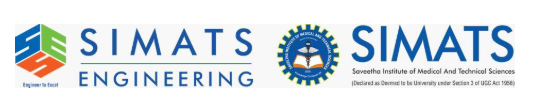 SSE
SIMATS
ENGINEERING
Engineer to Excel
SIMATS
Saveetha Institute of Medical And Technical Sciences
(Declared as Deemed to be University under Section 3 of UGC Act 1956)